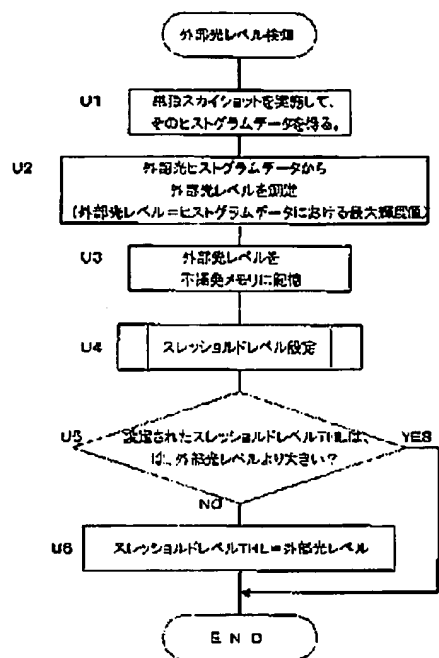 外部光レベル検知
U1
単独スカイショットを実施して、
そのヒストグラムデータを得る。
U2
外部光ヒストグラムデータから
外部光レベルを測定
(外部光レベル=ヒストグラムデータにおける最大輝度値)
U3
外部光レベルを
不揮発メモリに記憶
U4
スレッショルドレベル設定
U5
設定されたスレッショルドレベルTHLは、
は、外部光レベルより大きい?
YES
NO
U6
スレッショルドレベルTHL=外部光レベル
END